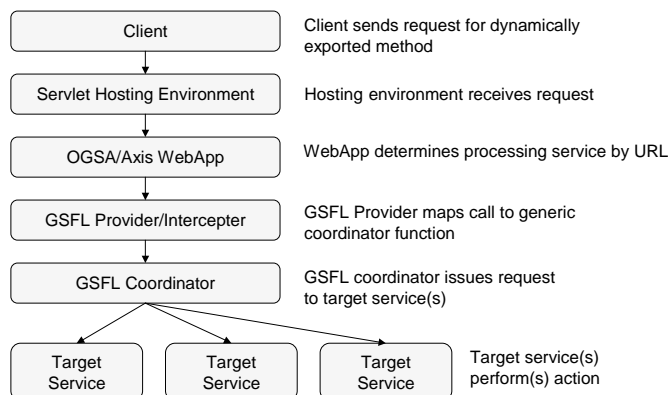 Client
Client sends request for dynamically
exported method
Servlet Hosting Environment
Hosting environment receives request
OGSA/Axis WebApp
WebApp determines processing service by URL
GSFL Provider/Intercepter
GSFL Provider maps call to generic
coordinator function
GSFL Coordinator
GSFL coordinator issues request
to target service(s)
Target
Service
Target
Service
Target
Service
Target service(s)
perform(s) action